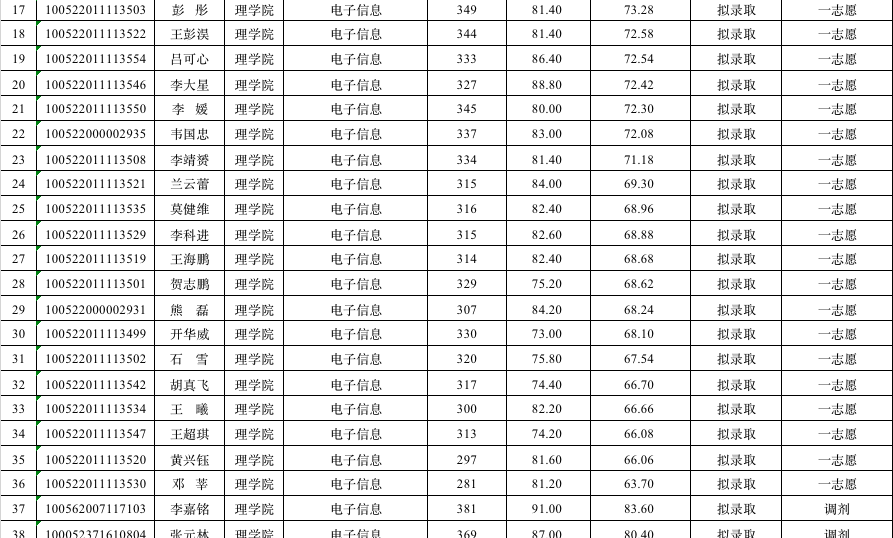 17 100522011113503 彭 彤 理学院 电子信息 349 81.40 73.28 拟录取 一志愿
18 100522011113522 王彭淏 理学院 电子信息 344 81.40 72.58 拟录取 一志愿
19 100522011113554 吕可心 理学院 电子信息 333 86.40 72.54 拟录取 一志愿
20 100522011113546 李大星 理学院 电子信息 327 88.80 72.42 拟录取 一志愿
21 100522011113550 李 媛 理学院 电子信息 345 80.00 72.30 拟录取 一志愿
22 100522000002935 韦国忠 理学院 电子信息 337 83.00 72.08 拟录取 一志愿
23 100522011113508 李靖赟 理学院 电子信息 334 81.40 71.18 拟录取 一志愿
24 100522011113521 兰云蕾 理学院 电子信息 315 84.00 69.30 拟录取 一志愿
25 100522011113535 莫健维 理学院 电子信息 316 82.40 68.96 拟录取 一志愿
26 100522011113529 李科进 理学院 电子信息 315 82.60 68.88 拟录取 一志愿
27 100522011113519 王海鹏 理学院 电子信息 314 82.40 68.68 拟录取 一志愿
28 100522011113501 贺志鹏 理学院 电子信息 329 75.20 68.62 拟录取 一志愿
29 100522000002931 熊 磊 理学院 电子信息 307 84.20 68.24 拟录取 一志愿
30 100522011113499 开华威 理学院 电子信息 330 73.00 68.10 拟录取 一志愿
31 100522011113502 石 雪 理学院 电子信息 320 75.80 67.54 拟录取 一志愿
32 100522011113542 胡真飞 理学院 电子信息 317 74.40 66.70 拟录取 一志愿
33 100522011113534 王 曦 理学院 电子信息 300 82.20 66.66 拟录取 一志愿
34 100522011113547 王超琪 理学院 电子信息 313 74.20 66.08 拟录取 一志愿
35 100522011113520 黄兴钰 理学院 电子信息 297 81.60 66.06 拟录取 一志愿
36 100522011113530 邓 莘 理学院 电子信息 281 81.20 63.70 拟录取 一志愿
37 100562007117103 李嘉铭 理学院 电子信息 381 91.00 83.60 拟录取 调剂
38 100052371610804 张元林 理学院 电子信息 369 87.00 80.40 拟录取 调剂